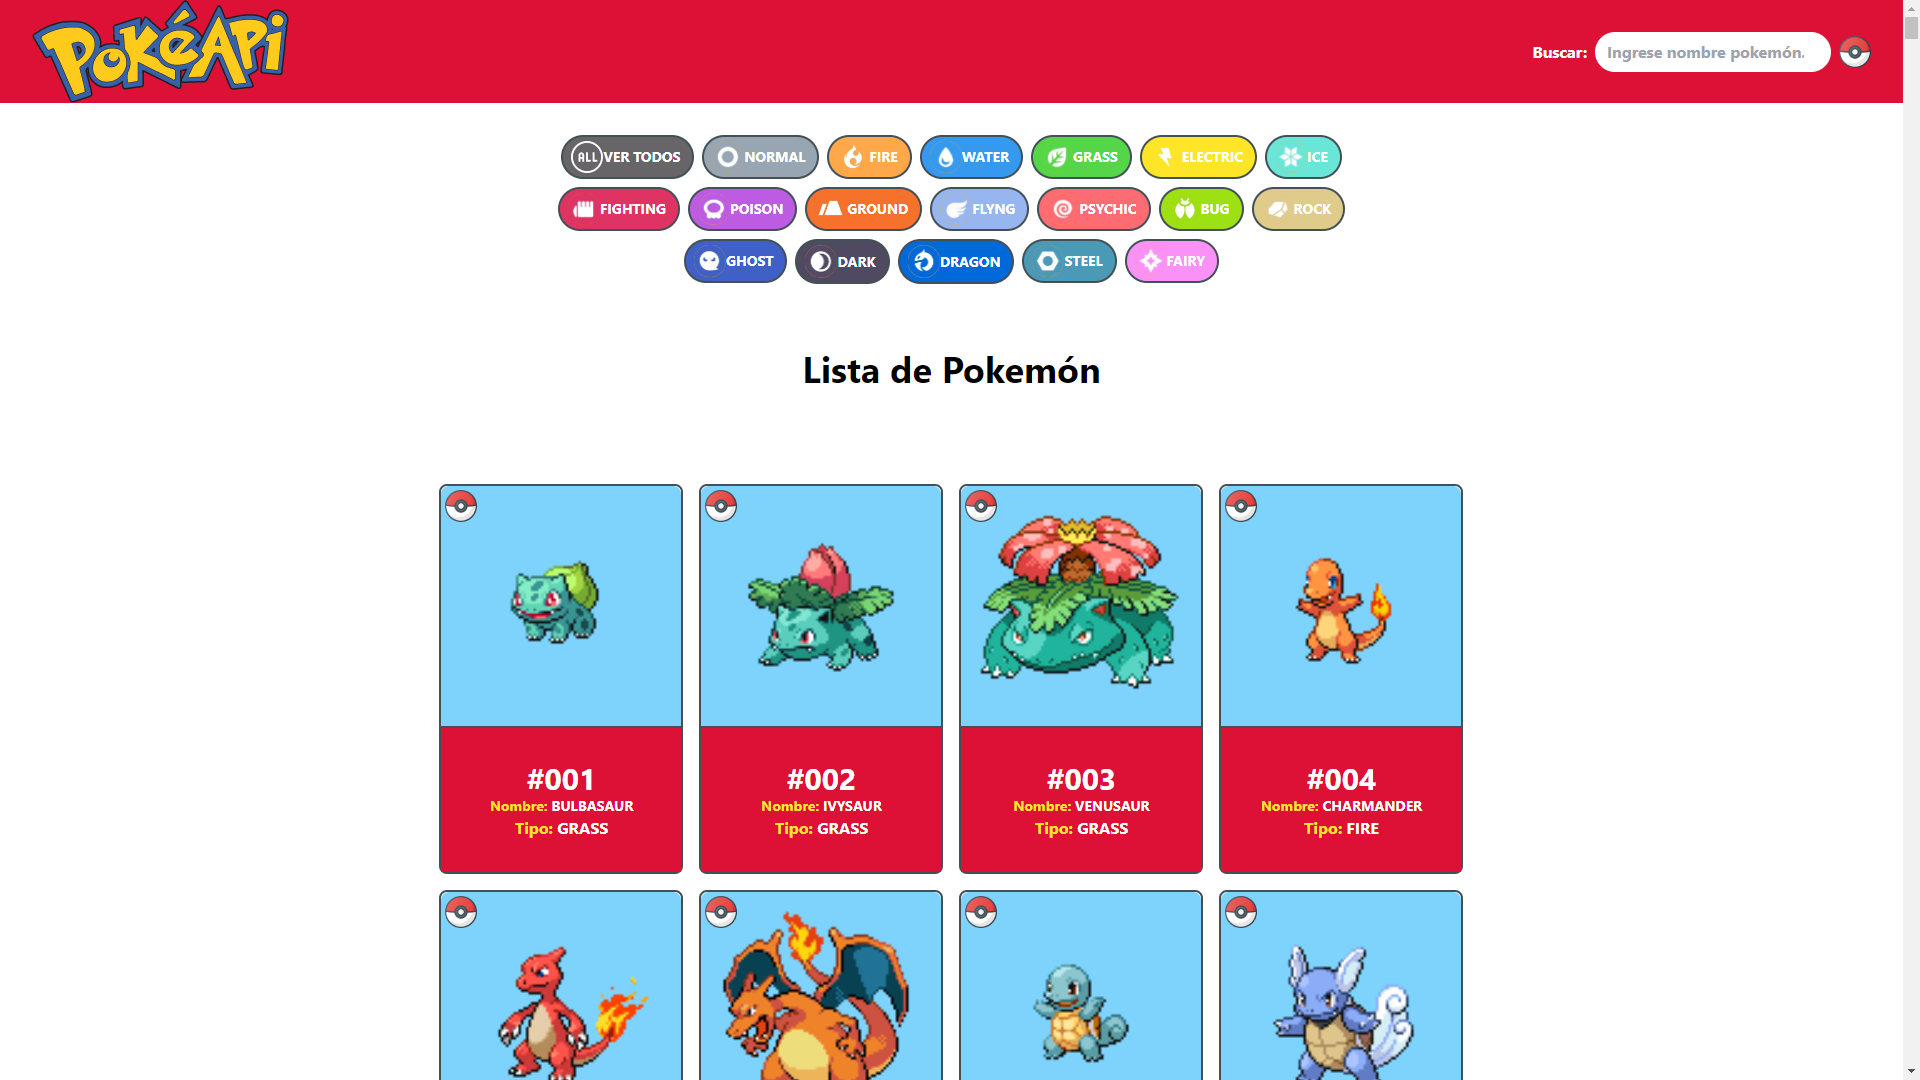 PokéApi
Buscar: Ingrese nombre pokemón.
ALL VER TODOS NORMAL FIRE WATER GRASS ELECTRIC ICE
FIGHTING POISON GROUND FLYNG PSYCHIC BUG ROCK
GHOST DARK DRAGON STEEL FAIRY
Lista de Pokemón
#001
Nombre: BULBASAUR
Tipo: GRASS
#002
Nombre: IVYSAUR
Tipo: GRASS
#003
Nombre: VENUSAUR
Tipo: GRASS
#004
Nombre: CHARMANDER
Tipo: FIRE